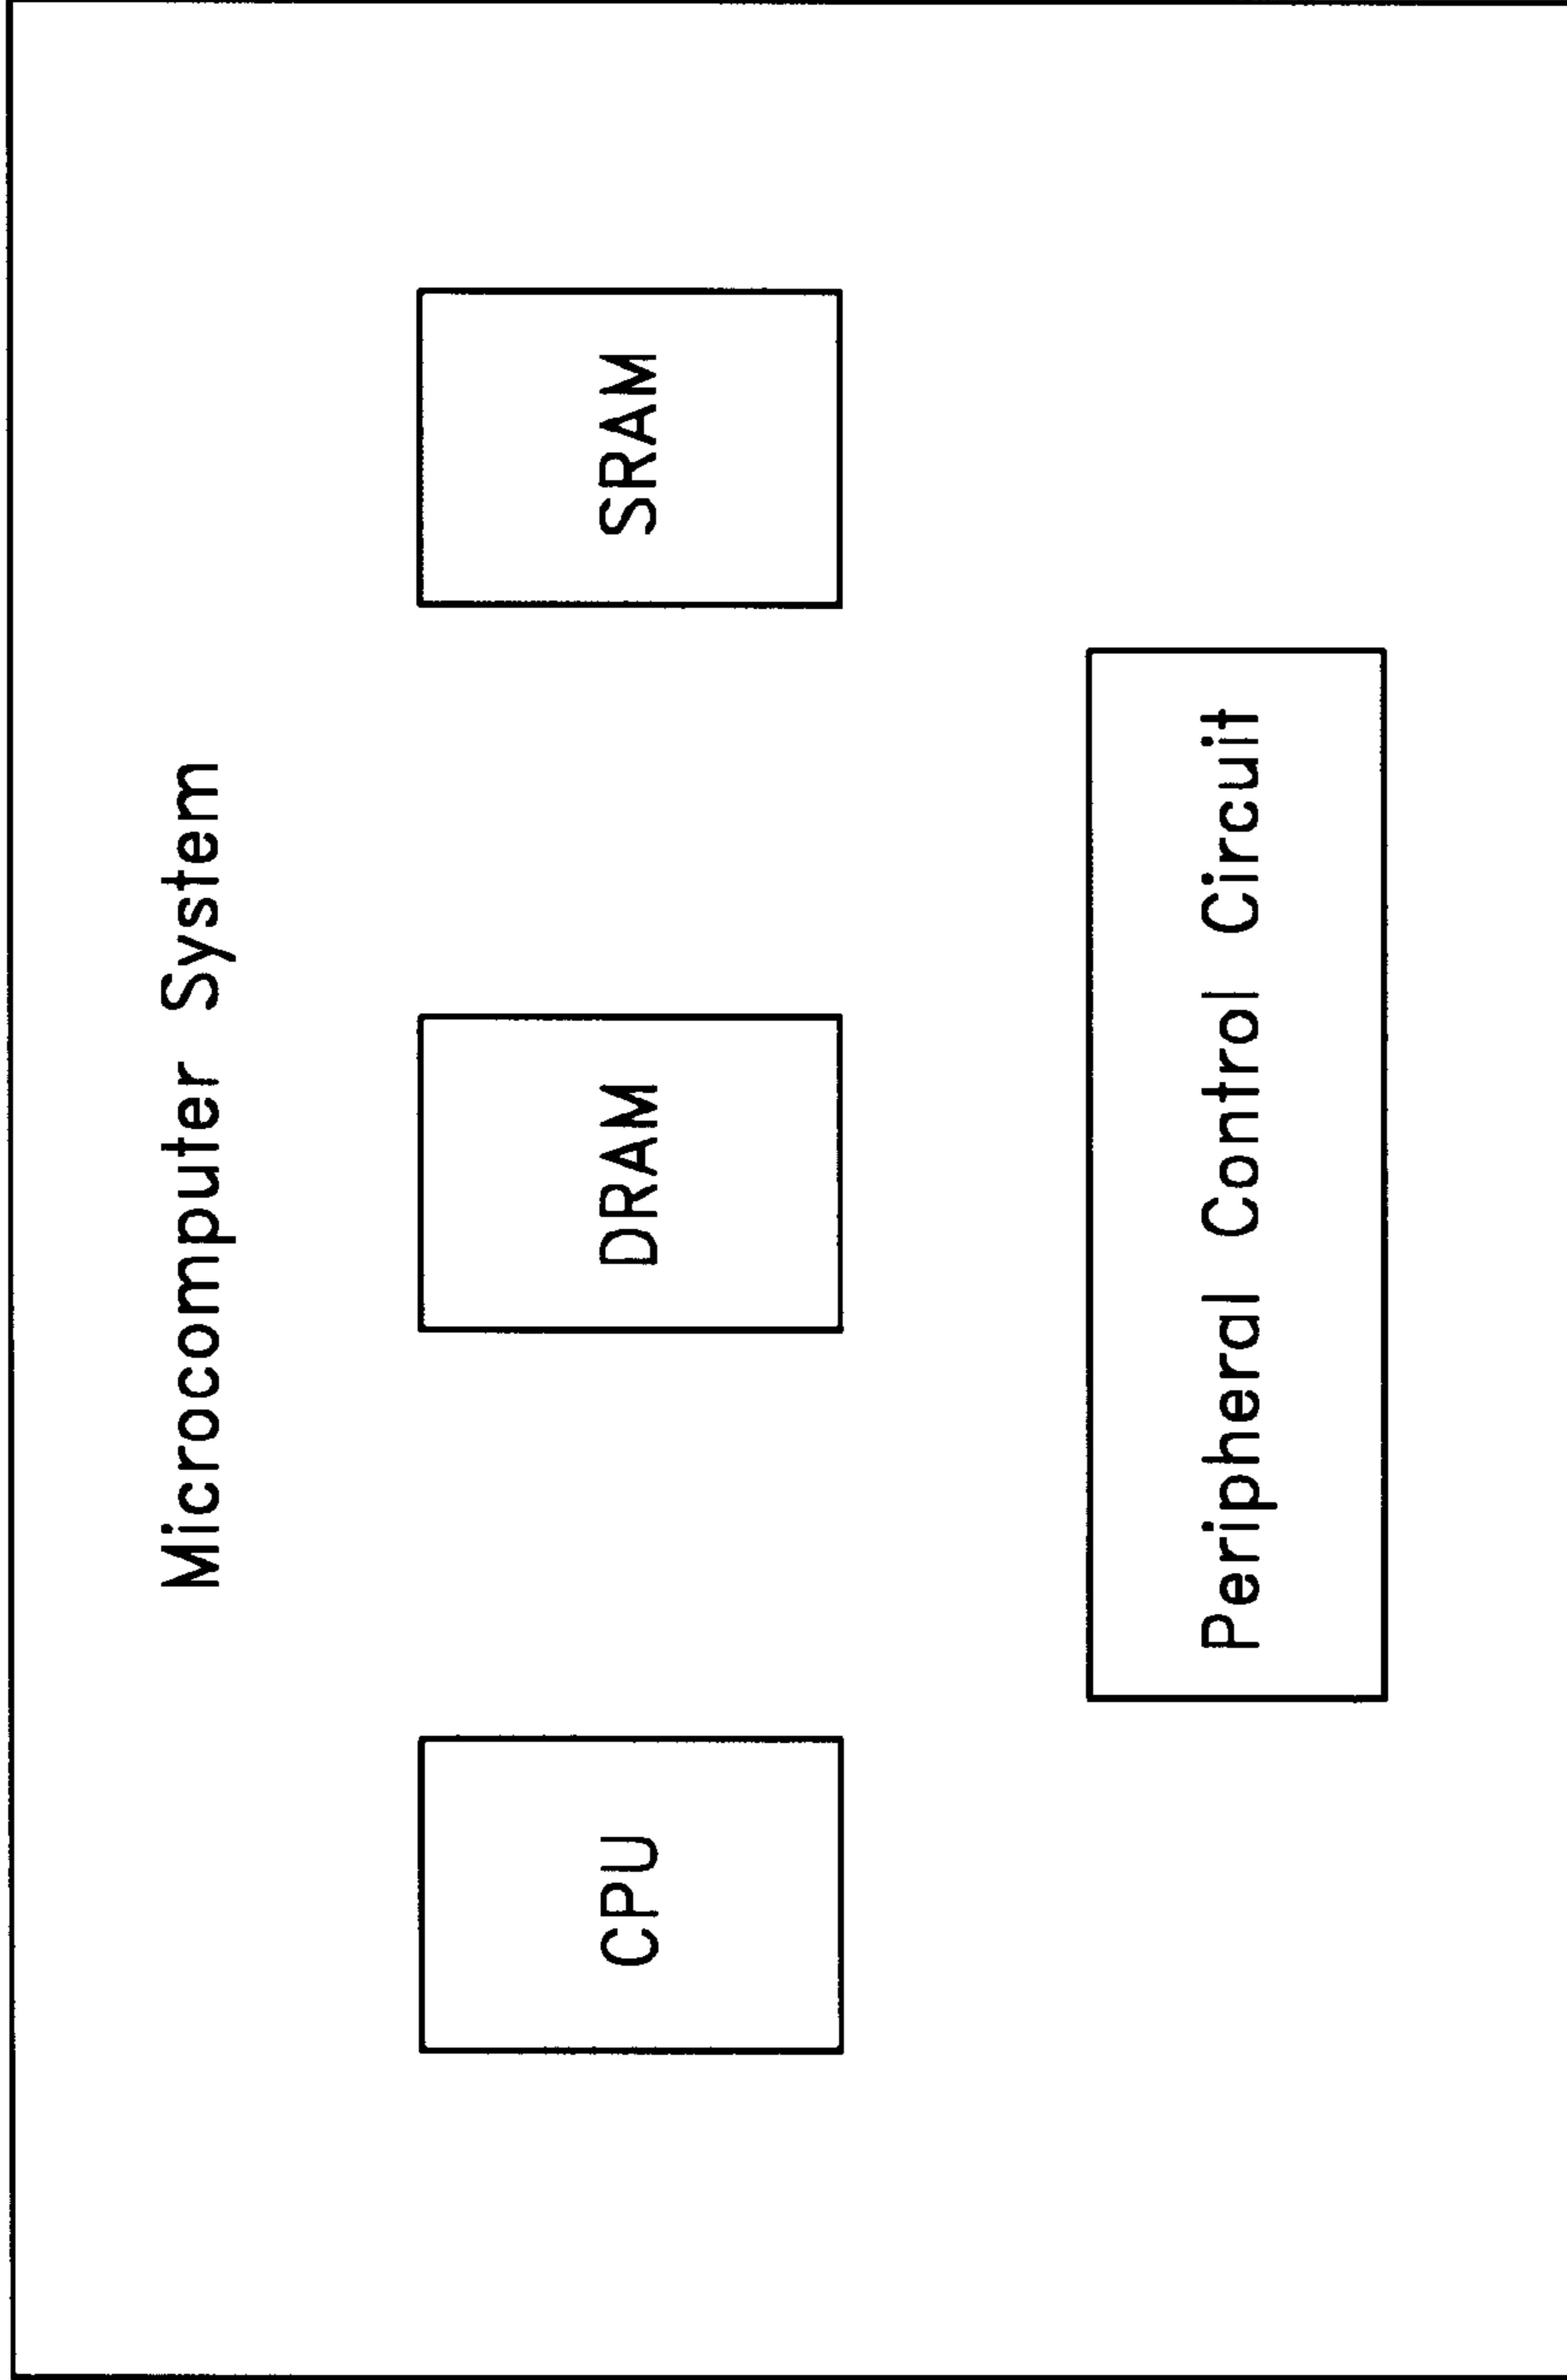 Microcomputer System
CPU
DRAM
SRAM
Peripheral Control Circuit